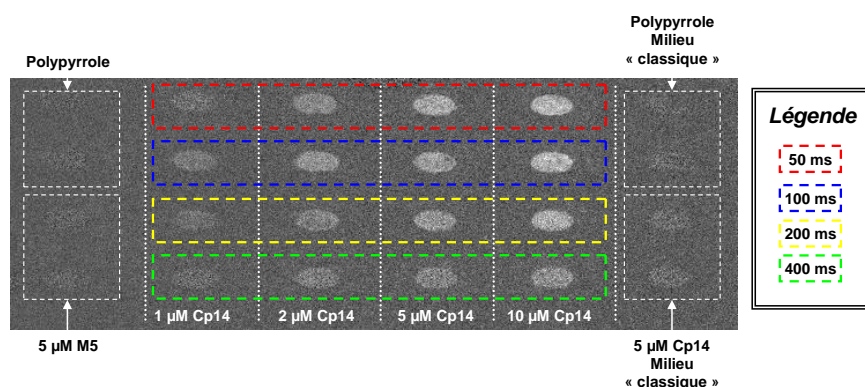 Polypyrrole
Polypyrrole
Milieu
« classique »
Légende
50 ms
100 ms
200 ms
400 ms
1 µM Cp14
2 µM Cp14
5 µM Cp14
10 µM Cp14
5 µM M5
5 µM Cp14
Milieu
« classique »